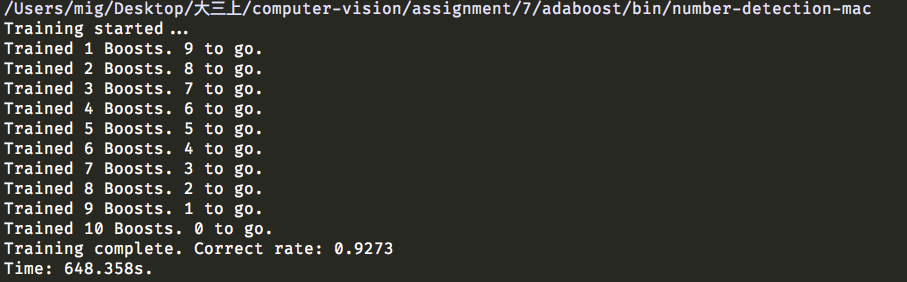 /Users/mig/Desktop/大三上/computer-vision/assignment/7/adaboost/bin/number-detection-mac
Training started...
Trained 1 Boosts. 9 to go.
Trained 2 Boosts. 8 to go.
Trained 3 Boosts. 7 to go.
Trained 4 Boosts. 6 to go.
Trained 5 Boosts. 5 to go.
Trained 6 Boosts. 4 to go.
Trained 7 Boosts. 3 to go.
Trained 8 Boosts. 2 to go.
Trained 9 Boosts. 1 to go.
Trained 10 Boosts. 0 to go.
Training complete. Correct rate: 0.9273
Time: 648.358s.